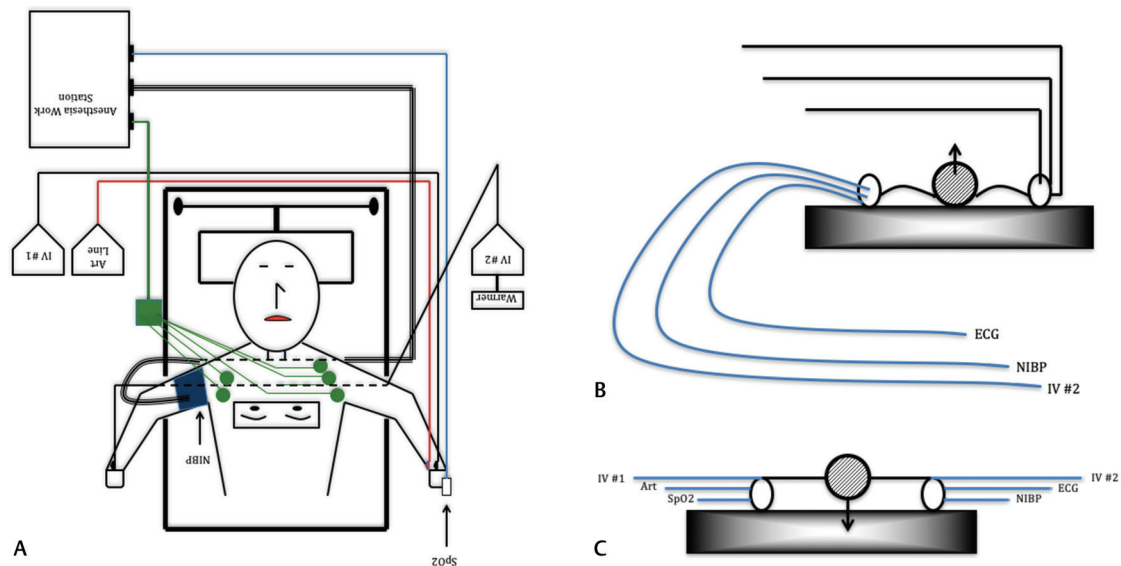 Anesthesia Work
Station
IV #1
Art
Line
IV #2
Warmer
NIBP
SpO2
A
ECG
NIBP
IV #2
B
IV #1
Art
SpO2
IV #2
ECG
NIBP
C